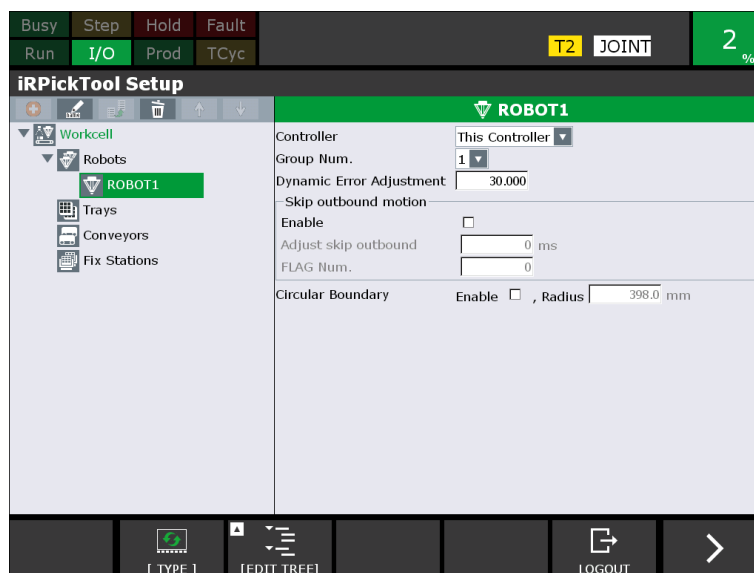 Busy Step Hold Fault
Run I/O Prod TCyc
T2 JOINT
2 %
iRPickTool Setup
ROBOT1
Workcell
Robots
ROBOT1
Trays
Conveyors
Fix Stations
Controller This Controller
Group Num. 1
Dynamic Error Adjustment 30.000
Skip outbound motion
Enable
Adjust skip outbound 0 ms
FLAG Num. 0
Circular Boundary Enable , Radius 398.0 mm
[ TYPE ] [EDIT TREE] LOGOUT >